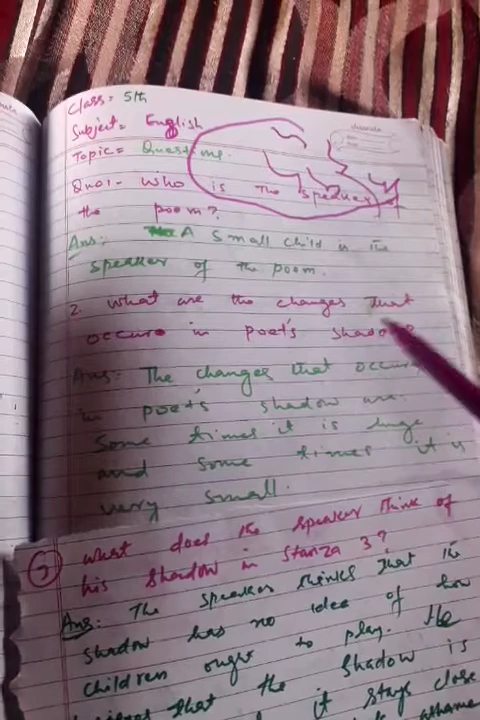 Class= 5th
Subject= English
Topic= Questions.
Quo1- Who is the speaker of
the poem?
Ans: A small child is the
speaker of the poem.
2. what are the changes that
occurs in poet's shadow
Ans: The changes that occurs
in poet's shadow are.
Some times it is huge
and some times it is
very small.
3 what does the speaker think of
his shadow in Stanza 3?
Ans: The speaker thinks that the
shadow has no idea of how
children ought to play. He
that the shadow is
it stays close